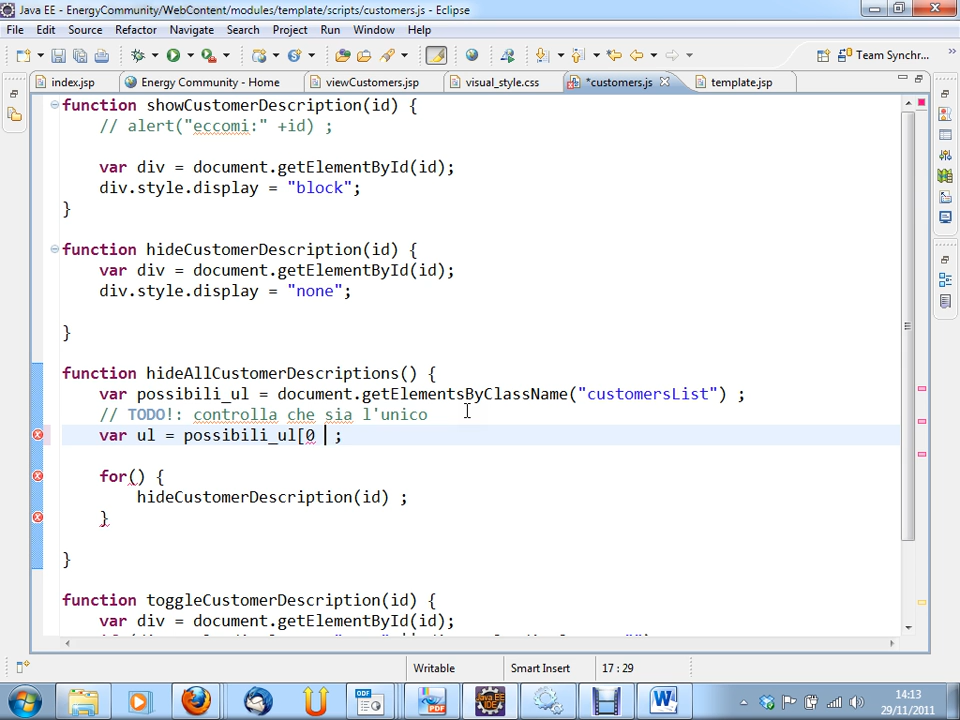 Java EE - EnergyCommunity/WebContent/modules/template/scripts/customers.js - Eclipse
File Edit Source Refactor Navigate Search Project Run Window Help
Team Synchr...
index.jsp Energy Community - Home viewCustomers.jsp visual_style.css *customers.js template.jsp
function showCustomerDescription(id) {
// alert("eccomi:" +id) ;
var div = document.getElementById(id);
div.style.display = "block";
}
function hideCustomerDescription(id) {
var div = document.getElementById(id);
div.style.display = "none";
}
function hideAllCustomerDescriptions() {
var possibili_ul = document.getElementsByClassName("customersList") ;
// TODO!: controlla che sia l'unico
var ul = possibili_ul[0 ;
for() {
hideCustomerDescription(id) ;
}
}
function toggleCustomerDescription(id) {
var div = document.getElementById(id);
Writable Smart Insert 17 : 29
14:13
29/11/2011